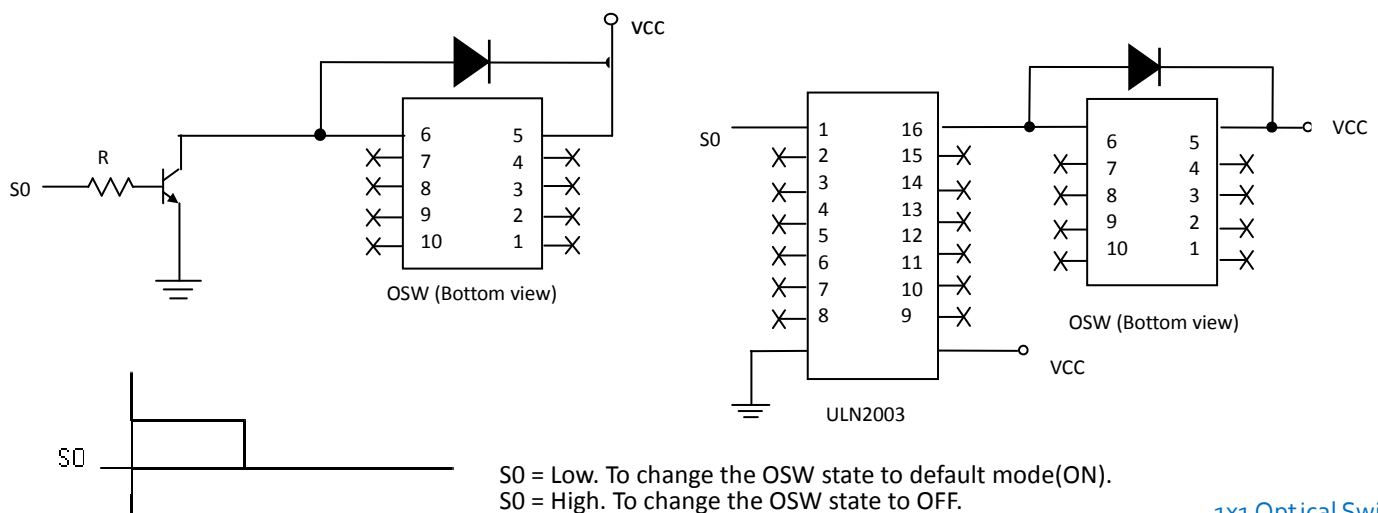 VCC
R
S0
6 5
7 4
8 3
9 2
10 1
OSW (Bottom view)
S0
1 16
2 15
3 14
4 13
5 12
6 11
7 10
8 9
VCC
ULN2003
6 5
7 4
8 3
9 2
10 1
VCC
OSW (Bottom view)
S0
S0 = Low. To change the OSW state to default mode(ON).
S0 = High. To change the OSW state to OFF.
1x1 Optical Swi